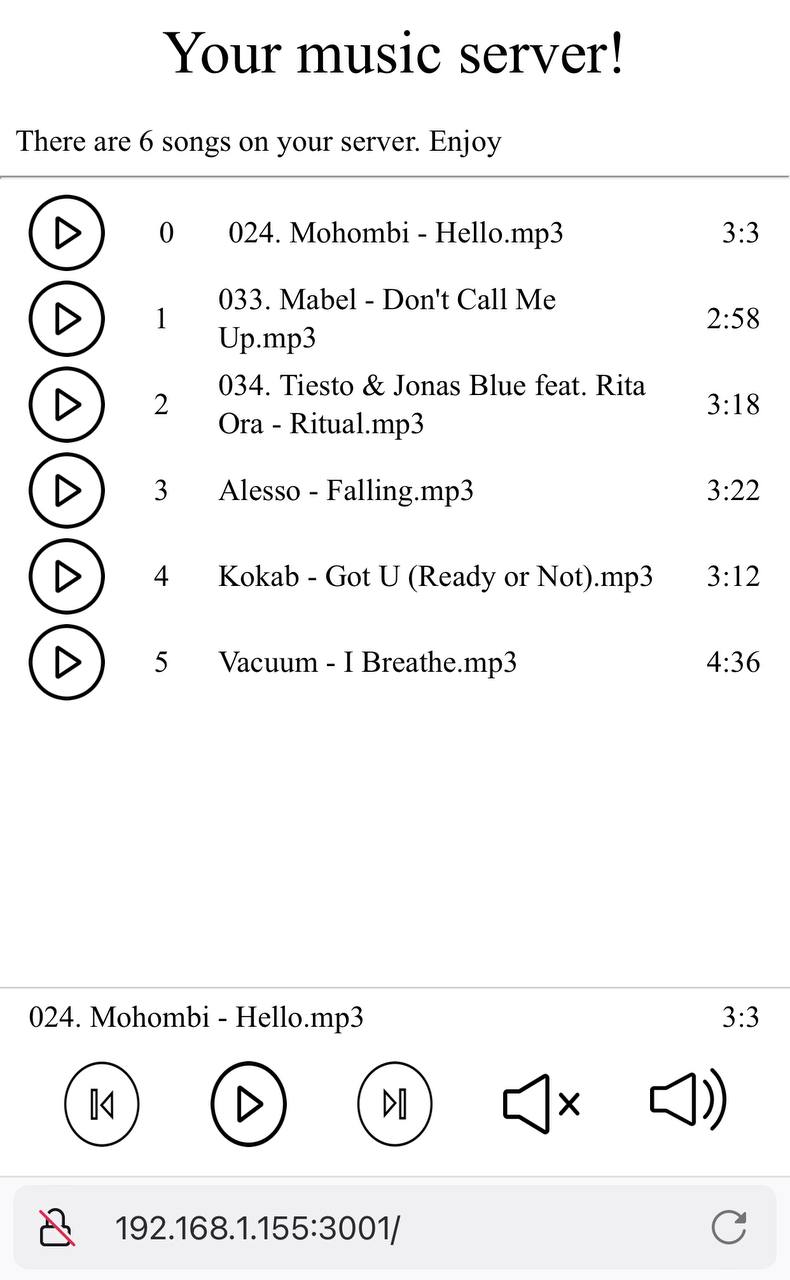 Your music server!
There are 6 songs on your server. Enjoy
0 024. Mohombi - Hello.mp3 3:3
1 033. Mabel - Don't Call Me
Up.mp3 2:58
2 034. Tiesto & Jonas Blue feat. Rita
Ora - Ritual.mp3 3:18
3 Alesso - Falling.mp3 3:22
4 Kokab - Got U (Ready or Not).mp3 3:12
5 Vacuum - I Breathe.mp3 4:36
024. Mohombi - Hello.mp3 3:3
192.168.1.155:3001/